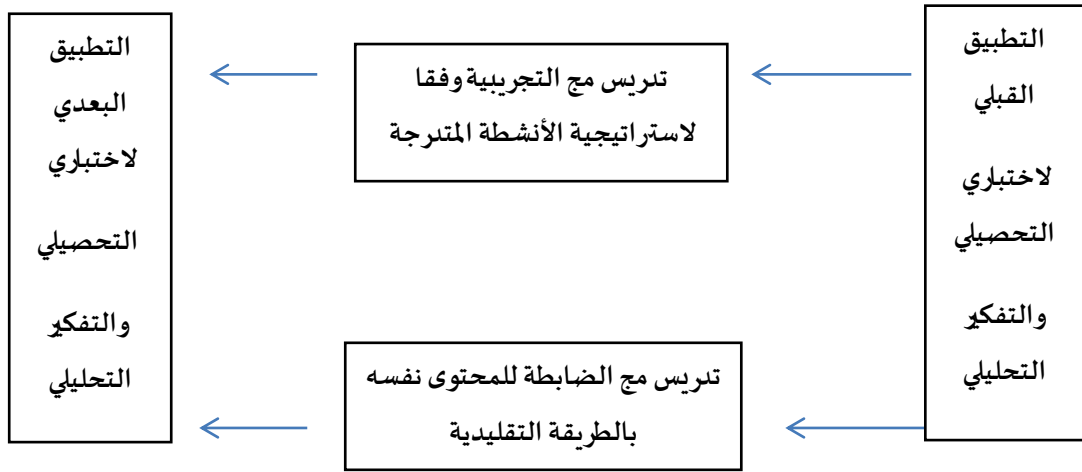 التطبيق
القبلي
لاختباري
التحصيلي
والتفكير
التحليلي
تدريس مج التجريبية وفقا
لاستراتيجية الأنشطة المتدرجة
تدريس مج الضابطة للمحتوى نفسه
بالطريقة التقليدية
التطبيق
البعدي
لاختباري
التحصيلي
والتفكير
التحليلي